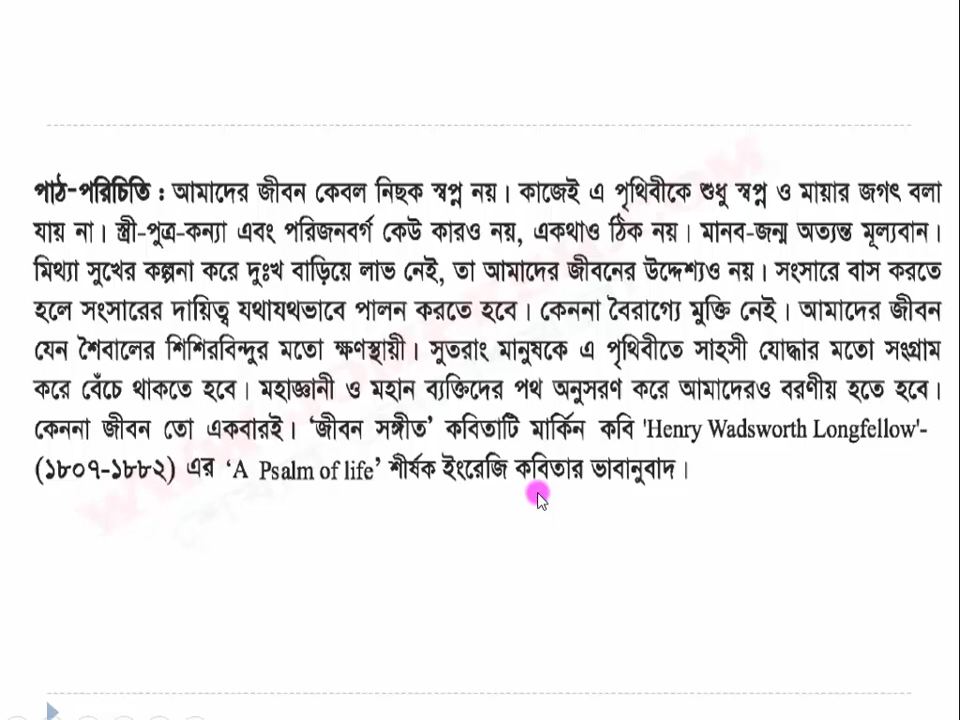 পাঠ-পরিচিতি : আমাদের জীবন কেবল নিছক স্বপ্ন নয়। কাজেই এ পৃথিবীকে শুধু স্বপ্ন ও মায়ার জগৎ বলা
যায় না। স্ত্রী-পুত্র-কন্যা এবং পরিজনবর্গ কেউ কারও নয়, একথাও ঠিক নয়। মানব-জন্ম অত্যন্ত মূল্যবান।
মিথ্যা সুখের কল্পনা করে দুঃখ বাড়িয়ে লাভ নেই, তা আমাদের জীবনের উদ্দেশ্যও নয়। সংসারে বাস করতে
হলে সংসারের দায়িত্ব যথাযথভাবে পালন করতে হবে। কেননা বৈরাগ্যে মুক্তি নেই। আমাদের জীবন
যেন শৈবালের শিশিরবিন্দুর মতো ক্ষণস্থায়ী। সুতরাং মানুষকে এ পৃথিবীতে সাহসী যোদ্ধার মতো সংগ্রাম
করে বেঁচে থাকতে হবে। মহাজ্ঞানী ও মহান ব্যক্তিদের পথ অনুসরণ করে আমাদেরও বরণীয় হতে হবে।
কেননা জীবন তো একবারই। ‘জীবন সঙ্গীত’ কবিতাটি মার্কিন কবি 'Henry Wadsworth Longfellow'-
(১৮০৭-১৮৮২) এর ‘A Psalm of life’ শীর্ষক ইংরেজি কবিতার ভাবানুবাদ।